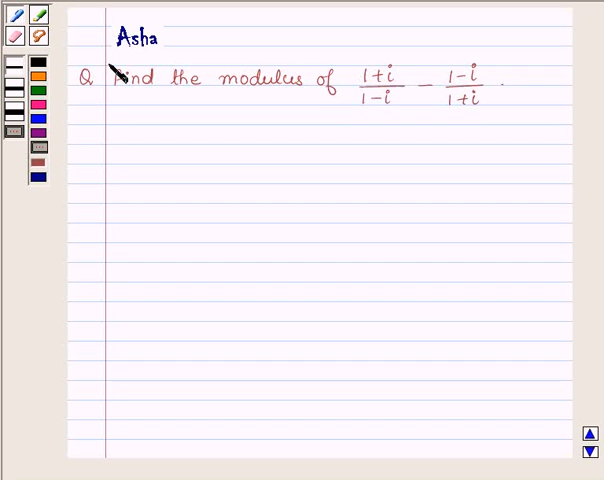 Asha
Q Find the modulus of (1+i)/(1-i) - (1-i)/(1+i) .